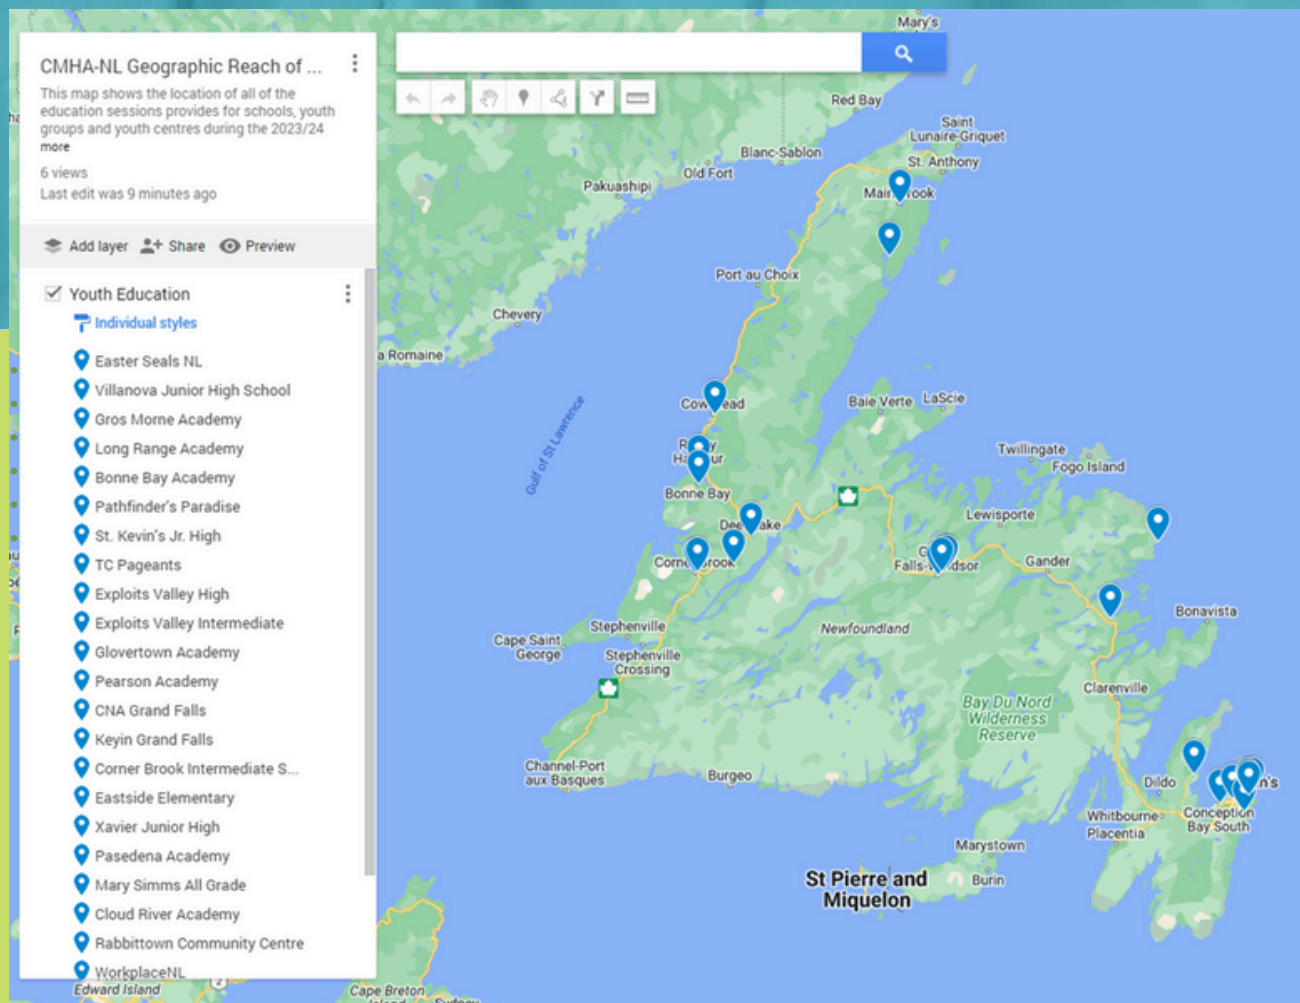 CMHA-NL Geographic Reach of ...
This map shows the location of all of the
education sessions provides for schools, youth
groups and youth centres during the 2023/24
more
6 views
Last edit was 9 minutes ago
Add layer
Share
Preview
Youth Education
Individual styles
Easter Seals NL
Villanova Junior High School
Gros Morne Academy
Long Range Academy
Bonne Bay Academy
Pathfinder's Paradise
St. Kevin's Jr. High
TC Pageants
Exploits Valley High
Exploits Valley Intermediate
Glovertown Academy
Pearson Academy
CNA Grand Falls
Keyin Grand Falls
Corner Brook Intermediate S...
Eastside Elementary
Xavier Junior High
Pasedena Academy
Mary Simms All Grade
Cloud River Academy
Rabbittown Community Centre
WorkplaceNL
Mary's
Red Bay
Saint
Lunaire-Griquet
Blanc-Sablon
St. Anthony
Old Fort
Pakuashipi
Port au Choix
Chevery
a Romaine
Gulf of St Lawrence
Baie Verte
LaScie
Twillingate
Fogo Island
Bonne Bay
Lewisporte
Gander
Bonavista
Newfoundland
Stephenville
Cape Saint
George
Stephenville
Crossing
Clarenville
Bay Du Nord
Wilderness
Reserve
Channel-Port
aux Basques
Burgeo
Dildo
Conception
Bay South
Whitbourne
Placentia
Marystown
Burin
St Pierre and
Miquelon
Edward Island
2
Cape Breton